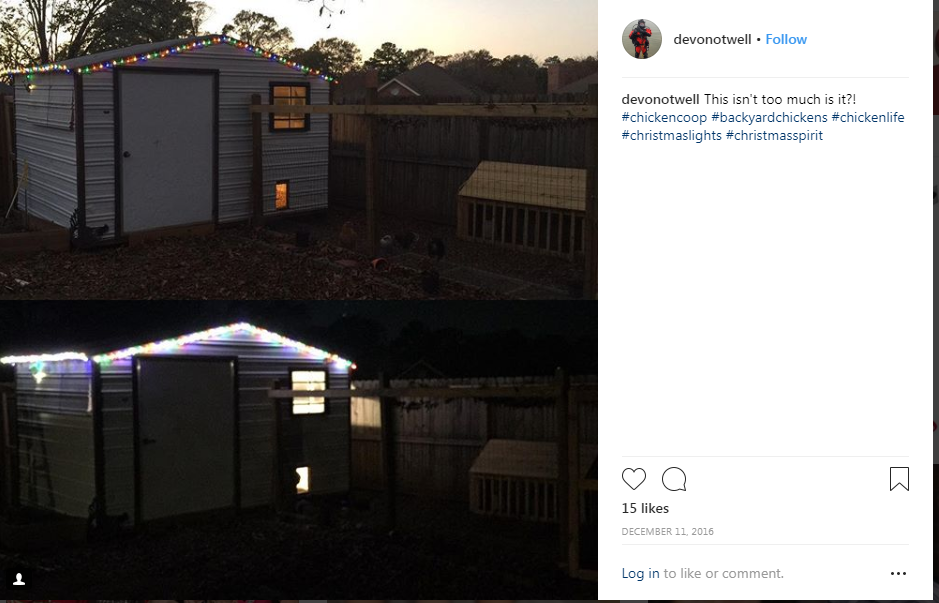 devonotwell • Follow
devonotwell This isn't too much is it?!
#chickencoop #backyardchickens #chickenlife
#christmaslights #christmasspirit
15 likes
DECEMBER 11, 2016
Log in to like or comment.